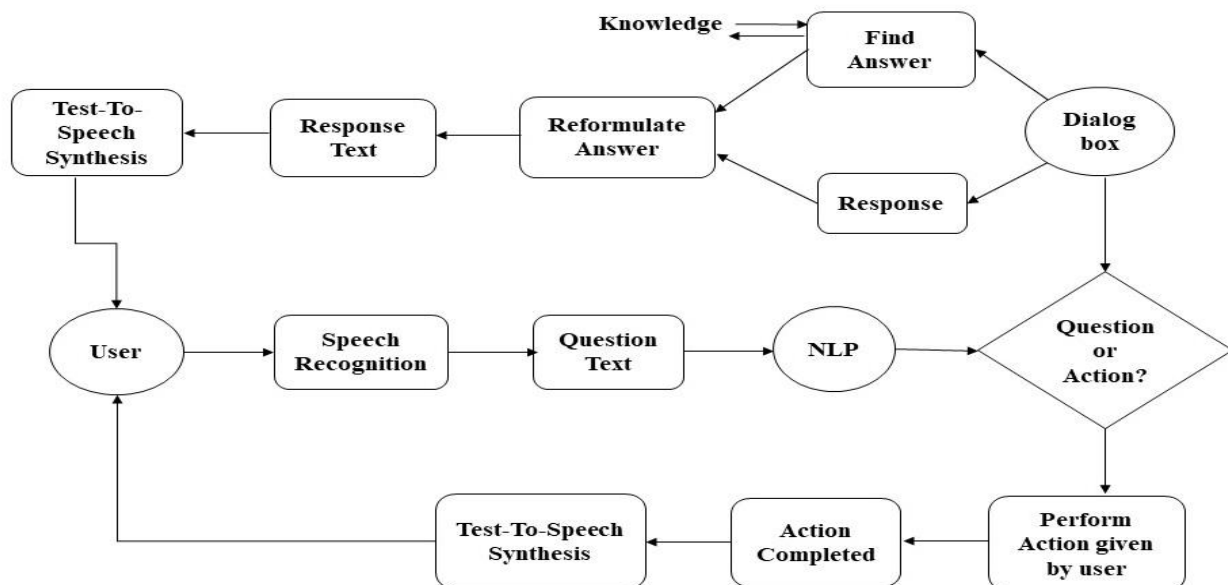 Knowledge
Find
Answer
Test-To-
Speech
Synthesis
Response
Text
Reformulate
Answer
Dialog
box
Response
User
Speech
Recognition
Question
Text
NLP
Question
or
Action?
Test-To-Speech
Synthesis
Action
Completed
Perform
Action given
by user